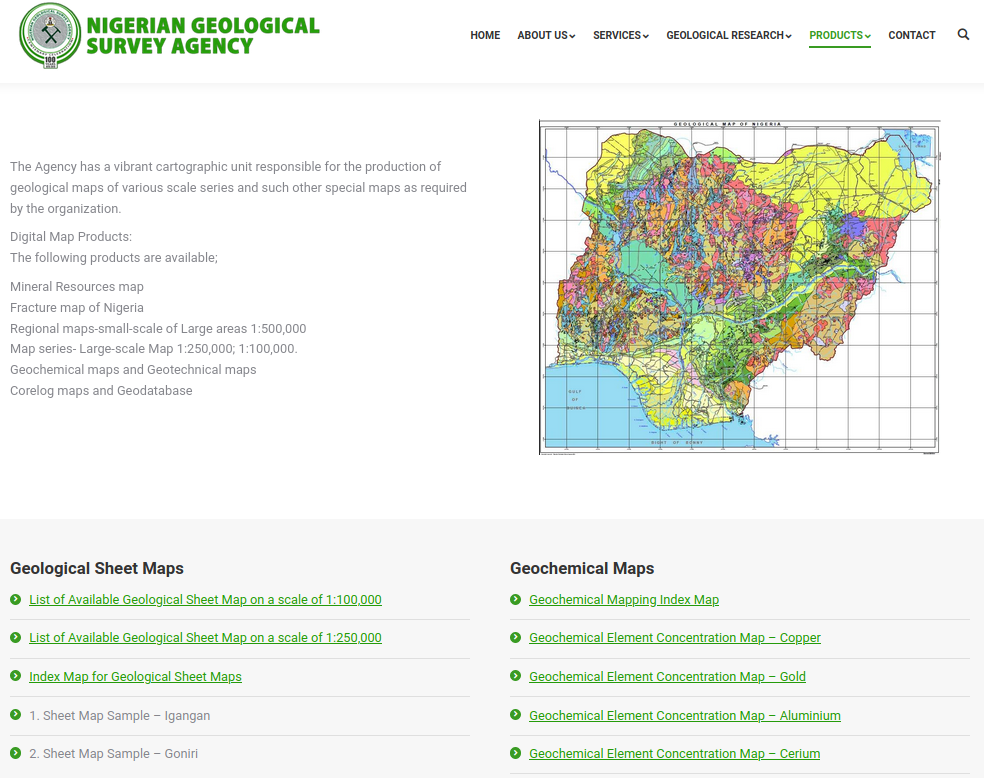 NIGERIAN GEOLOGICAL
SURVEY AGENCY
100
HOME ABOUT US SERVICES GEOLOGICAL RESEARCH PRODUCTS CONTACT
The Agency has a vibrant cartographic unit responsible for the production of
geological maps of various scale series and such other special maps as required
by the organization.
Digital Map Products:
The following products are available;
Mineral Resources map
Fracture map of Nigeria
Regional maps-small-scale of Large areas 1:500,000
Map series- Large-scale Map 1:250,000; 1:100,000.
Geochemical maps and Geotechnical maps
Corelog maps and Geodatabase
GEOLOGICAL MAP OF NIGERIA
GULF
OF
GUINEA
BIGHT OF BONNY
Geological Sheet Maps
List of Available Geological Sheet Map on a scale of 1:100,000
List of Available Geological Sheet Map on a scale of 1:250,000
Index Map for Geological Sheet Maps
1. Sheet Map Sample – Igangan
2. Sheet Map Sample – Goniri
Geochemical Maps
Geochemical Mapping Index Map
Geochemical Element Concentration Map – Copper
Geochemical Element Concentration Map – Gold
Geochemical Element Concentration Map – Aluminium
Geochemical Element Concentration Map – Cerium